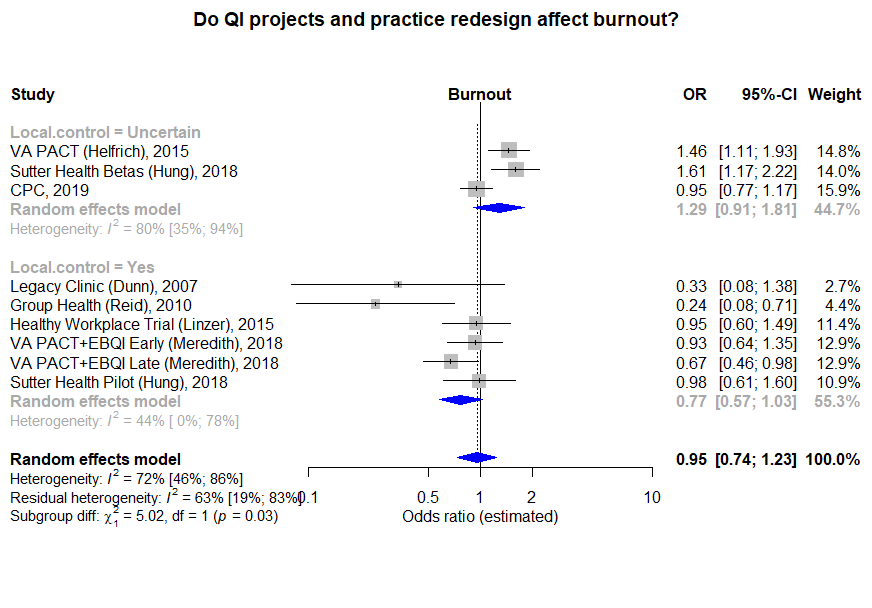 Do QI projects and practice redesign affect burnout?
Study Burnout OR 95%-CI Weight
Local.control = Uncertain
VA PACT (Helfrich), 2015 1.46 [1.11; 1.93] 14.8%
Sutter Health Betas (Hung), 2018 1.61 [1.17; 2.22] 14.0%
CPC, 2019 0.95 [0.77; 1.17] 15.9%
Random effects model 1.29 [0.91; 1.81] 44.7%
Heterogeneity: I² = 80% [35%; 94%]
Local.control = Yes
Legacy Clinic (Dunn), 2007 0.33 [0.08; 1.38] 2.7%
Group Health (Reid), 2010 0.24 [0.08; 0.71] 4.4%
Healthy Workplace Trial (Linzer), 2015 0.95 [0.60; 1.49] 11.4%
VA PACT+EBQI Early (Meredith), 2018 0.93 [0.64; 1.35] 12.9%
VA PACT+EBQI Late (Meredith), 2018 0.67 [0.46; 0.98] 12.9%
Sutter Health Pilot (Hung), 2018 0.98 [0.61; 1.60] 10.9%
Random effects model 0.77 [0.57; 1.03] 55.3%
Heterogeneity: I² = 44% [ 0%; 78%]
Random effects model 0.95 [0.74; 1.23] 100.0%
Heterogeneity: I² = 72% [46%; 86%]
Residual heterogeneity: I² = 63% [19%; 83%] 0.1 0.5 1 2 10
Subgroup diff: χ²₁ = 5.02, df = 1 (p = 0.03) Odds ratio (estimated)